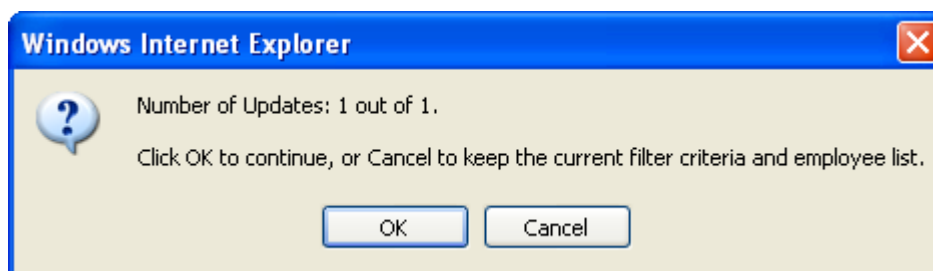 Windows Internet Explorer
Number of Updates: 1 out of 1.
Click OK to continue, or Cancel to keep the current filter criteria and employee list.
OK
Cancel